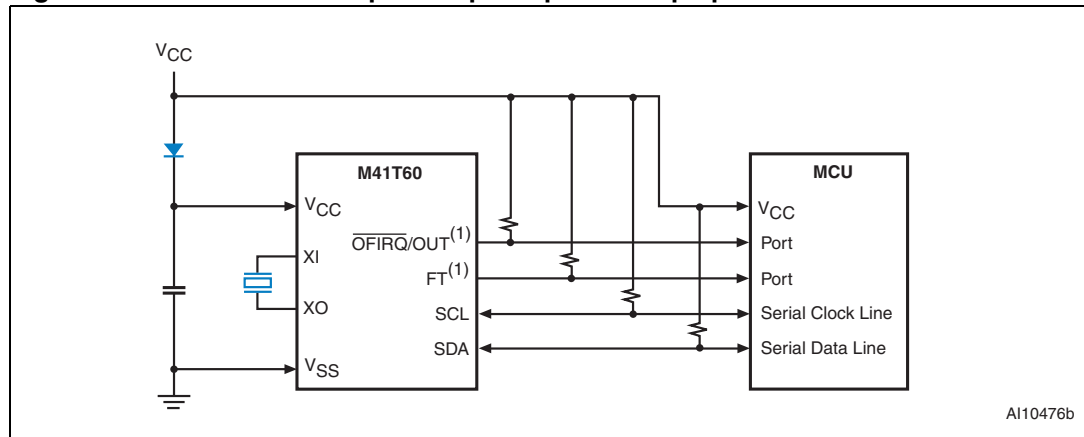 VCC
M41T60
VCC
XI
XO
VSS
OFIRQ/OUT(1)
FT(1)
SCL
SDA
MCU
VCC
Port
Port
Serial Clock Line
Serial Data Line
AI10476b